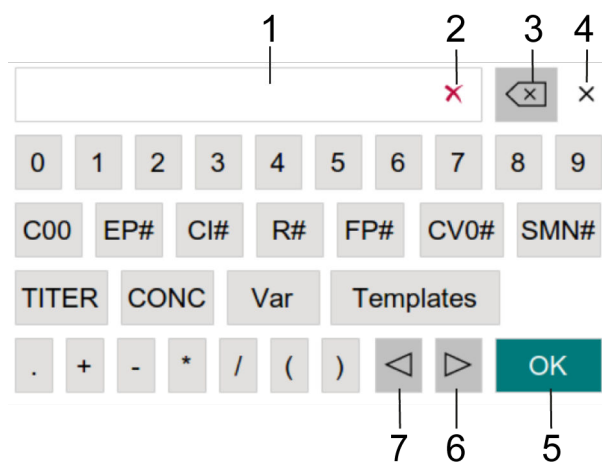 1 2 3 4
0 1 2 3 4 5 6 7 8 9
C00 EP# CI# R# FP# CV0# SMN#
TITER CONC Var Templates
. + - * / ( ) OK
7 6 5